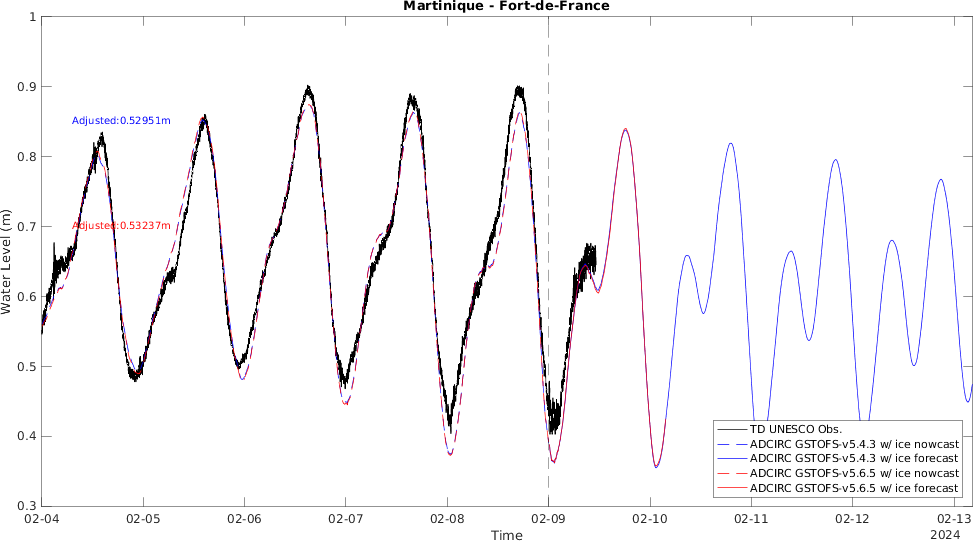 Martinique - Fort-de-France
1
0.9
0.8
0.7
0.6
0.5
0.4
0.3
Water Level (m)
Adjusted:0.52951m
Adjusted:0.53237m
TD UNESCO Obs.
ADCIRC GSTOFS-v5.4.3 w/ ice nowcast
ADCIRC GSTOFS-v5.4.3 w/ ice forecast
ADCIRC GSTOFS-v5.6.5 w/ ice nowcast
ADCIRC GSTOFS-v5.6.5 w/ ice forecast
02-04 02-05 02-06 02-07 02-08 02-09 02-10 02-11 02-12 02-13
Time
2024